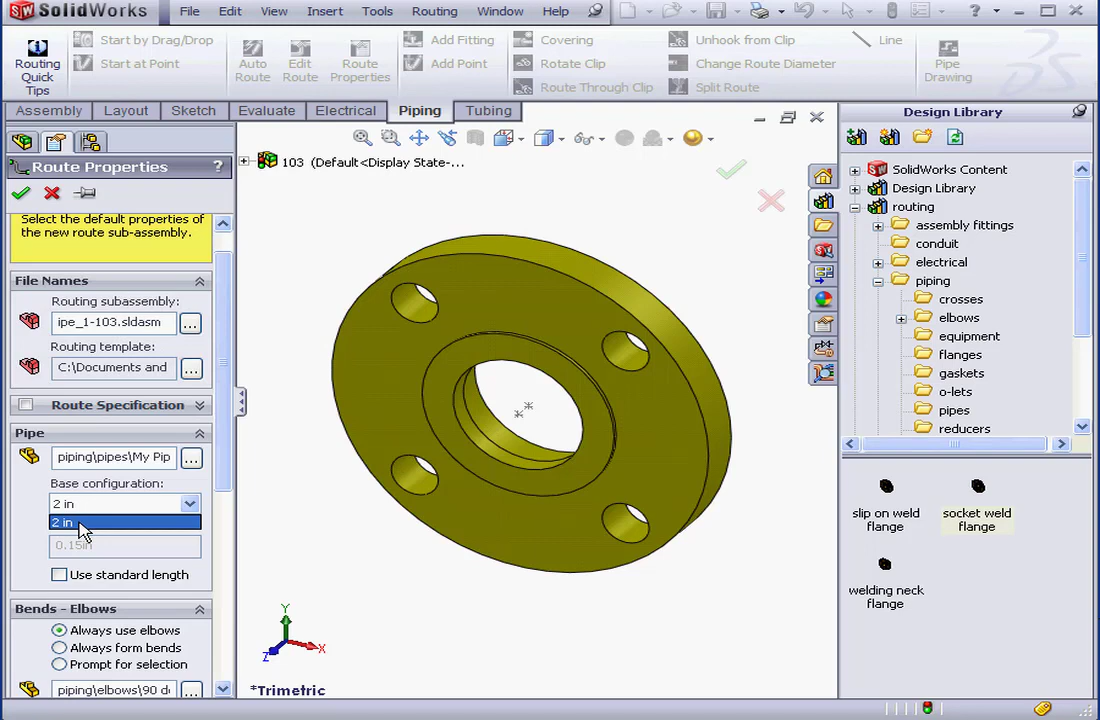 SolidWorks
File Edit View Insert Tools Routing Window Help
Routing Quick Tips
Start by Drag/Drop
Start at Point
Auto Route
Edit Route
Route Properties
Add Fitting
Add Point
Covering
Rotate Clip
Route Through Clip
Unhook from Clip
Change Route Diameter
Split Route
Line
Pipe Drawing
Assembly Layout Sketch Evaluate Electrical Piping Tubing
Route Properties ?
Select the default properties of
the new route sub-assembly.
File Names
Routing subassembly:
ipe_1-103.sldasm
...
Routing template:
C:\Documents and
...
Route Specification
Pipe
piping\pipes\My Pip
...
Base configuration:
2 in
2 in
0.15in
Use standard length
Bends - Elbows
Always use elbows
Always form bends
Prompt for selection
piping\elbows\90 d
...
103 (Default<Display State-...
Y
X
Z
*Trimetric
Design Library
SolidWorks Content
Design Library
routing
assembly fittings
conduit
electrical
piping
crosses
elbows
equipment
flanges
gaskets
o-lets
pipes
reducers
slip on weld
flange
socket weld
flange
welding neck
flange